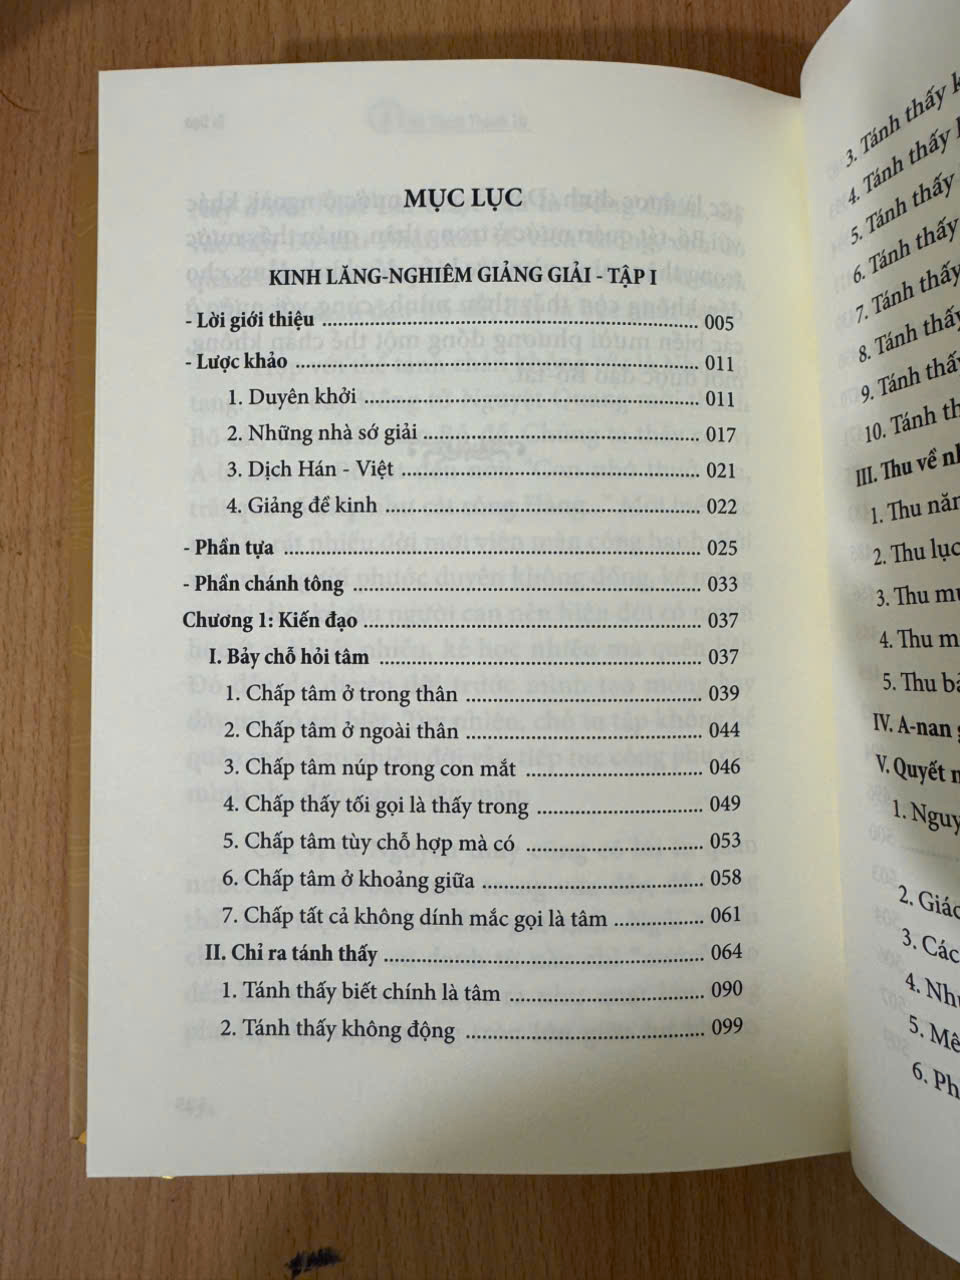 MỤC LỤC
KINH LĂNG-NGHIÊM GIẢNG GIẢI - TẬP I
- Lời giới thiệu ........ 005
- Lược khảo ........ 011
1. Duyên khởi ........ 011
2. Những nhà sớ giải ........ 017
3. Dịch Hán - Việt ........ 021
4. Giảng đề kinh ........ 022
- Phần tựa ........ 025
- Phần chánh tông ........ 033
Chương 1: Kiến đạo ........ 037
I. Bảy chỗ hỏi tâm ........ 037
1. Chấp tâm ở trong thân ........ 039
2. Chấp tâm ở ngoài thân ........ 044
3. Chấp tâm núp trong con mắt ........ 046
4. Chấp thấy tối gọi là thấy trong ........ 049
5. Chấp tâm tùy chỗ hợp mà có ........ 053
6. Chấp tâm ở khoảng giữa ........ 058
7. Chấp tất cả không dính mắc gọi là tâm ........ 061
II. Chỉ ra tánh thấy ........ 064
1. Tánh thấy biết chính là tâm ........ 090
2. Tánh thấy không động ........ 099
3. Tánh thấy
4. Tánh thấy
5. Tánh thấy
6. Tánh thấy
7. Tánh thấy
8. Tánh thấy
9. Tánh thấy
10. Tánh
III. Thu về
1. Thu
2. Thu lục
3. Thu
4. Thu
5. Thu
IV. A-nan
V. Quyết
1.
2. Giác
3. Các
4.
5.
6.